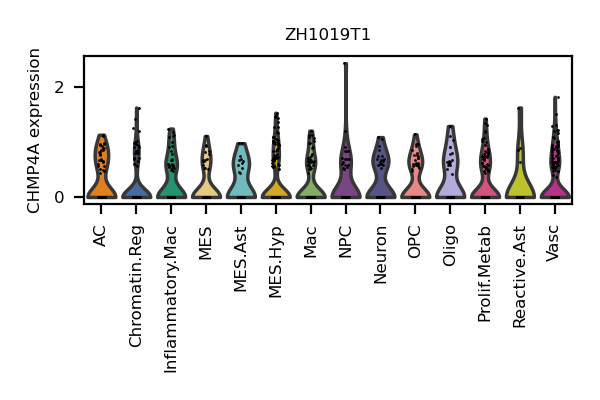 ZH1019T1
CHMP4A expression
2
0
AC
Chromatin.Reg
Inflammatory.Mac
MES
MES.Ast
MES.Hyp
Mac
NPC
Neuron
OPC
Oligo
Prolif.Metab
Reactive.Ast
Vasc